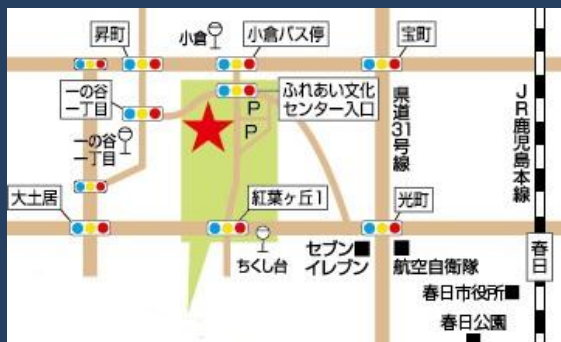 昇町
小倉
小倉バス停
宝町
一の谷
一丁目
ふれあい文化
センター入口
P
P
県道31号線
JR鹿児島本線
一の谷
一丁目
大土居
紅葉ヶ丘1
光町
ちくし台
セブン
イレブン
航空自衛隊
春日
春日市役所
春日公園